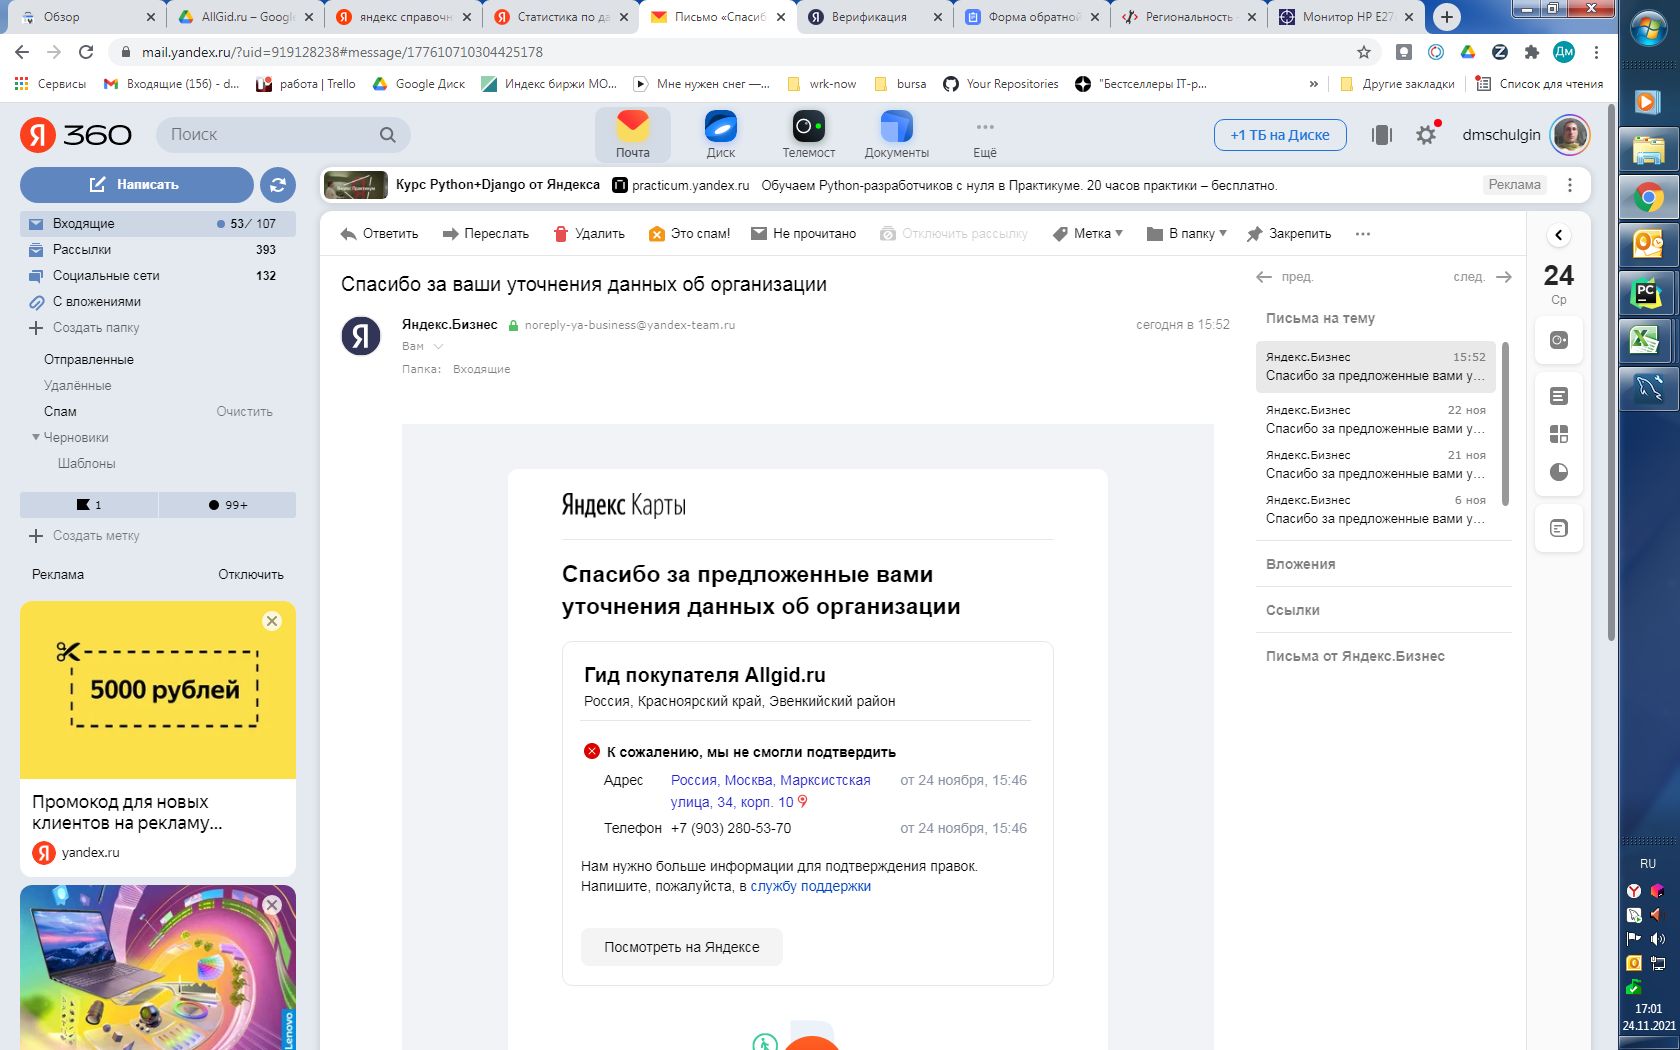 Обзор
AllGid.ru – Google
яндекс справочн
Статистика по да
Письмо «Спасиб
Верификация
Форма обратной
Региональность -
Монитор HP E27
mail.yandex.ru/?uid=919128238#message/177610710304425178
Дм
Сервисы
Входящие (156) - d...
работа | Trello
Google Диск
Индекс биржи МО...
Мне нужен снег —...
wrk-now
bursa
Your Repositories
"Бестселлеры IT-р...
»
Другие закладки
Список для чтения
Я 360
Поиск
Почта
Диск
Телемост
Документы
Ещё
+1 ТБ на Диске
dmschulgin
Написать
Курс Python+Django от Яндекса
practicum.yandex.ru
Обучаем Python-разработчиков с нуля в Практикуме. 20 часов практики – бесплатно.
Реклама
Входящие 53 / 107
Рассылки 393
Социальные сети 132
С вложениями
Создать папку
Отправленные
Удалённые
Спам Очистить
Черновики
Шаблоны
1
99+
Создать метку
Реклама Отключить
5000 рублей
Промокод для новых
клиентов на рекламу...
Я yandex.ru
Lenovo
Ответить
Переслать
Удалить
Это спам!
Не прочитано
Отключить рассылку
Метка
В папку
Закрепить
Спасибо за ваши уточнения данных об организации
Я
Яндекс.Бизнес noreply-ya-business@yandex-team.ru сегодня в 15:52
Вам
Папка: Входящие
Яндекс Карты
Спасибо за предложенные вами
уточнения данных об организации
Гид покупателя Allgid.ru
Россия, Красноярский край, Эвенкийский район
К сожалению, мы не смогли подтвердить
Адрес Россия, Москва, Марксистская от 24 ноября, 15:46
улица, 34, корп. 10
Телефон +7 (903) 280-53-70 от 24 ноября, 15:46
Нам нужно больше информации для подтверждения правок.
Напишите, пожалуйста, в службу поддержки
Посмотреть на Яндексе
пред. след.
Письма на тему
Яндекс.Бизнес 15:52
Спасибо за предложенные вами у...
Яндекс.Бизнес 22 ноя
Спасибо за предложенные вами у...
Яндекс.Бизнес 21 ноя
Спасибо за предложенные вами у...
Яндекс.Бизнес 6 ноя
Спасибо за предложенные вами у...
Вложения
Ссылки
Письма от Яндекс.Бизнес
24
Ср
PC
RU
17:01
24.11.2021